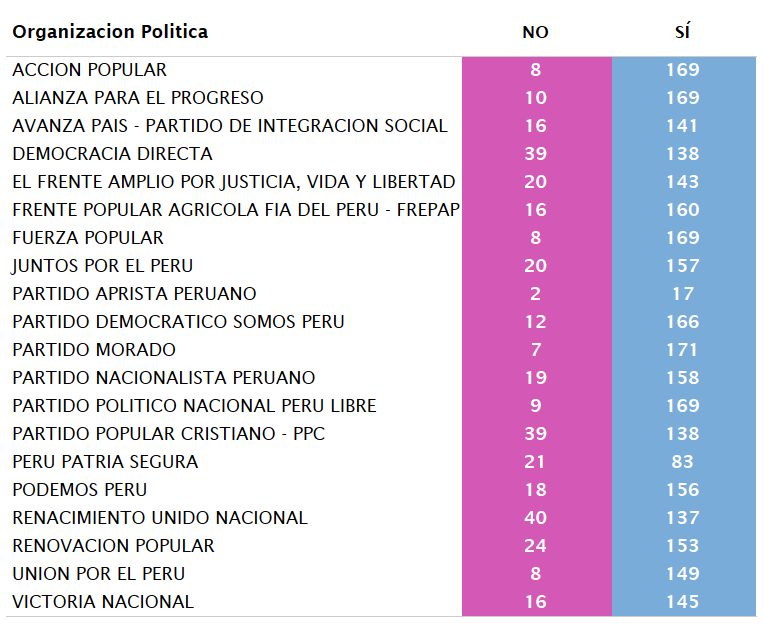 Organizacion Politica NO SÍ
ACCION POPULAR 8 169
ALIANZA PARA EL PROGRESO 10 169
AVANZA PAIS - PARTIDO DE INTEGRACION SOCIAL 16 141
DEMOCRACIA DIRECTA 39 138
EL FRENTE AMPLIO POR JUSTICIA, VIDA Y LIBERTAD 20 143
FRENTE POPULAR AGRICOLA FIA DEL PERU - FREPAP 16 160
FUERZA POPULAR 8 169
JUNTOS POR EL PERU 20 157
PARTIDO APRISTA PERUANO 2 17
PARTIDO DEMOCRATICO SOMOS PERU 12 166
PARTIDO MORADO 7 171
PARTIDO NACIONALISTA PERUANO 19 158
PARTIDO POLITICO NACIONAL PERU LIBRE 9 169
PARTIDO POPULAR CRISTIANO - PPC 39 138
PERU PATRIA SEGURA 21 83
PODEMOS PERU 18 156
RENACIMIENTO UNIDO NACIONAL 40 137
RENOVACION POPULAR 24 153
UNION POR EL PERU 8 149
VICTORIA NACIONAL 16 145